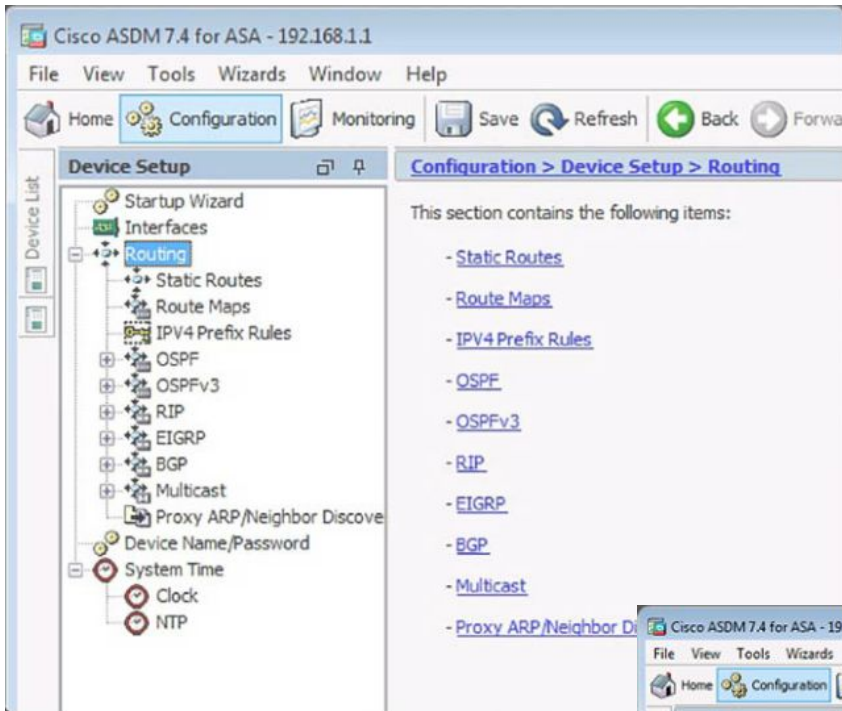 Cisco ASDM 7.4 for ASA - 192.168.1.1
File View Tools Wizards Window Help
Home Configuration Monitoring Save Refresh Back Forwa
Device List
Device Setup
Startup Wizard
Interfaces
Routing
Static Routes
Route Maps
IPV4 Prefix Rules
OSPF
OSPFv3
RIP
EIGRP
BGP
Multicast
Proxy ARP/Neighbor Discove
Device Name/Password
System Time
Clock
NTP
Configuration > Device Setup > Routing
This section contains the following items:
- Static Routes
- Route Maps
- IPV4 Prefix Rules
- OSPF
- OSPFv3
- RIP
- EIGRP
- BGP
- Multicast
- Proxy ARP/Neighbor Di
Cisco ASDM 7.4 for ASA - 19
File View Tools Wizards
Home Configuration